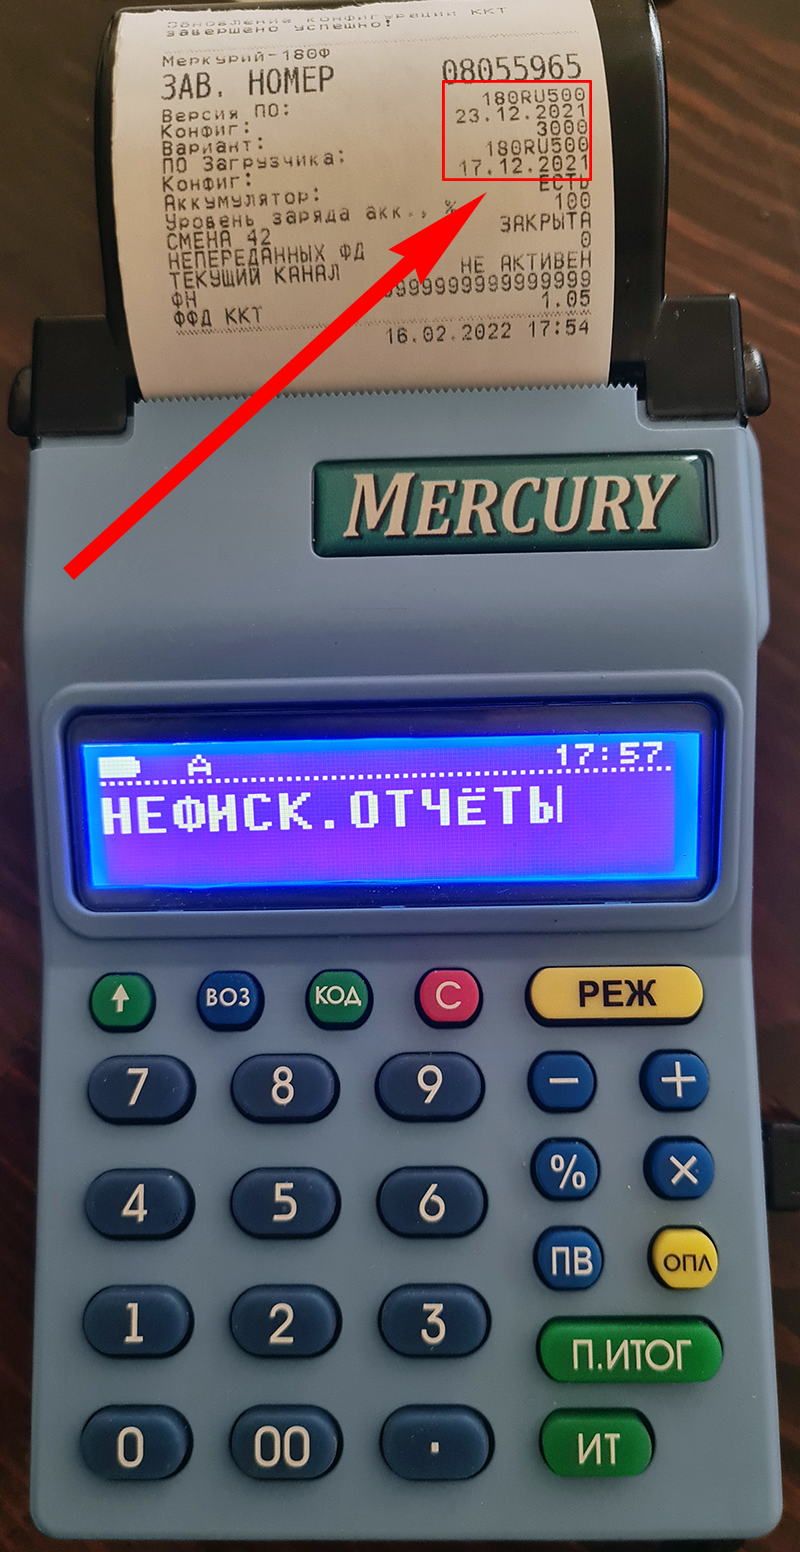 Обновление конфигурации ККТ
завершено успешно!
Меркурий-180Ф
ЗАВ. НОМЕР 08055965
Версия ПО: 180RU500
Конфиг: 23.12.2021
Вариант: 3000
ПО Загрузчика: 180RU500
Конфиг: 17.12.2021
Аккумулятор: ЕСТЬ
Уровень заряда акк., % 100
СМЕНА 42 ЗАКРЫТА
НЕПЕРЕДАННЫХ ФД 0
ТЕКУЩИЙ КАНАЛ НЕ АКТИВЕН
ФН 9999999999999999
ФФД ККТ 1.05
16.02.2022 17:54
MERCURY
А 17:57
НЕФИСК.ОТЧЁТЫ
↑ ВОЗ КОД С РЕЖ
7 8 9 − +
4 5 6 % ×
ПВ ОПЛ
1 2 3 П.ИТОГ
0 00 . ИТ